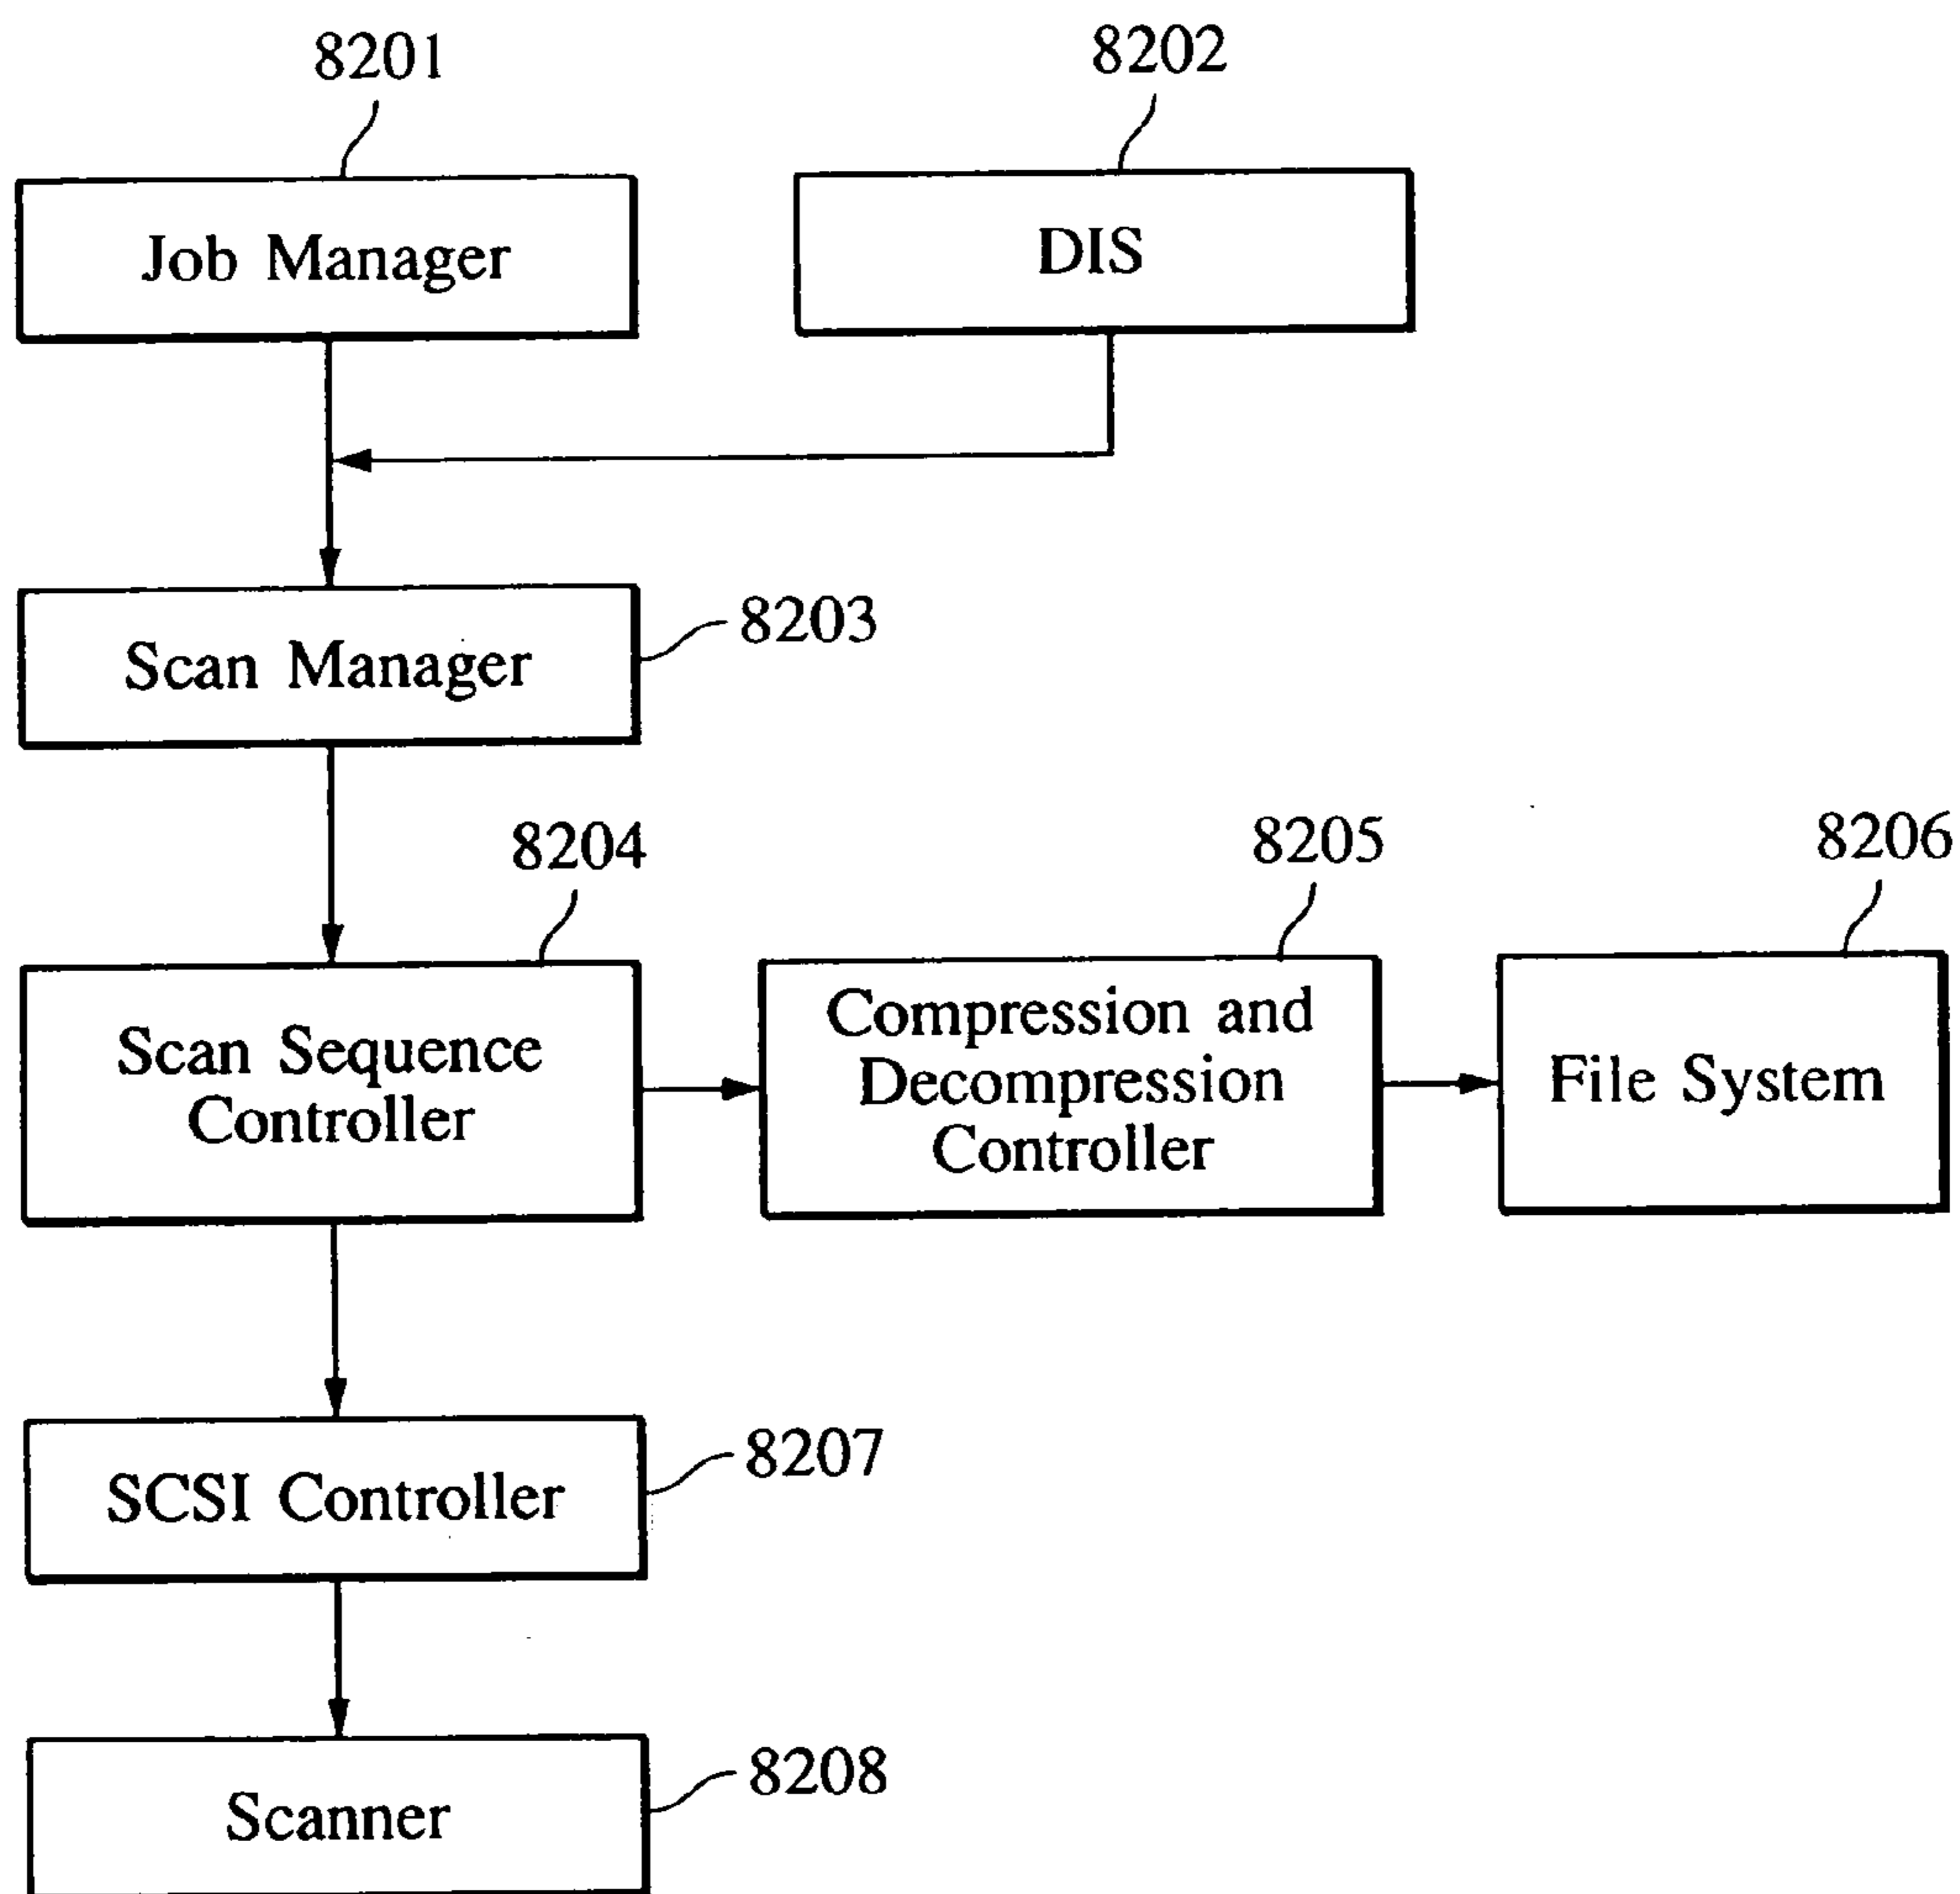 8201
8202
Job Manager
DIS
Scan Manager
8203
8204
8205
8206
Scan Sequence
Controller
Compression and
Decompression
Controller
File System
SCSI Controller
8207
Scanner
8208